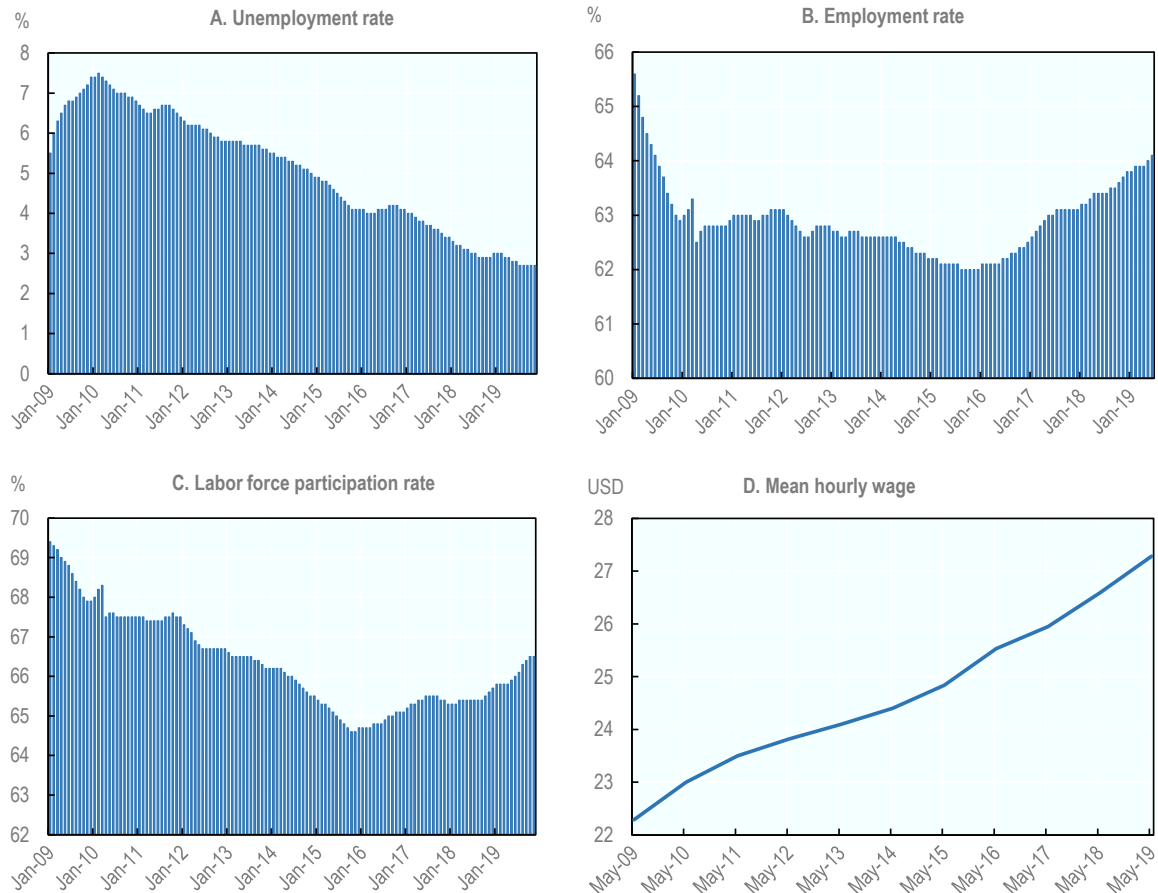 A. Unemployment rate
%
8
7
6
5
4
3
2
1
0
Jan-09
Jan-10
Jan-11
Jan-12
Jan-13
Jan-14
Jan-15
Jan-16
Jan-17
Jan-18
Jan-19
B. Employment rate
%
66
65
64
63
62
61
60
Jan-09
Jan-10
Jan-11
Jan-12
Jan-13
Jan-14
Jan-15
Jan-16
Jan-17
Jan-18
Jan-19
C. Labor force participation rate
%
70
69
68
67
66
65
64
63
62
Jan-09
Jan-10
Jan-11
Jan-12
Jan-13
Jan-14
Jan-15
Jan-16
Jan-17
Jan-18
Jan-19
D. Mean hourly wage
USD
28
27
26
25
24
23
22
May-09
May-10
May-11
May-12
May-13
May-14
May-15
May-16
May-17
May-18
May-19